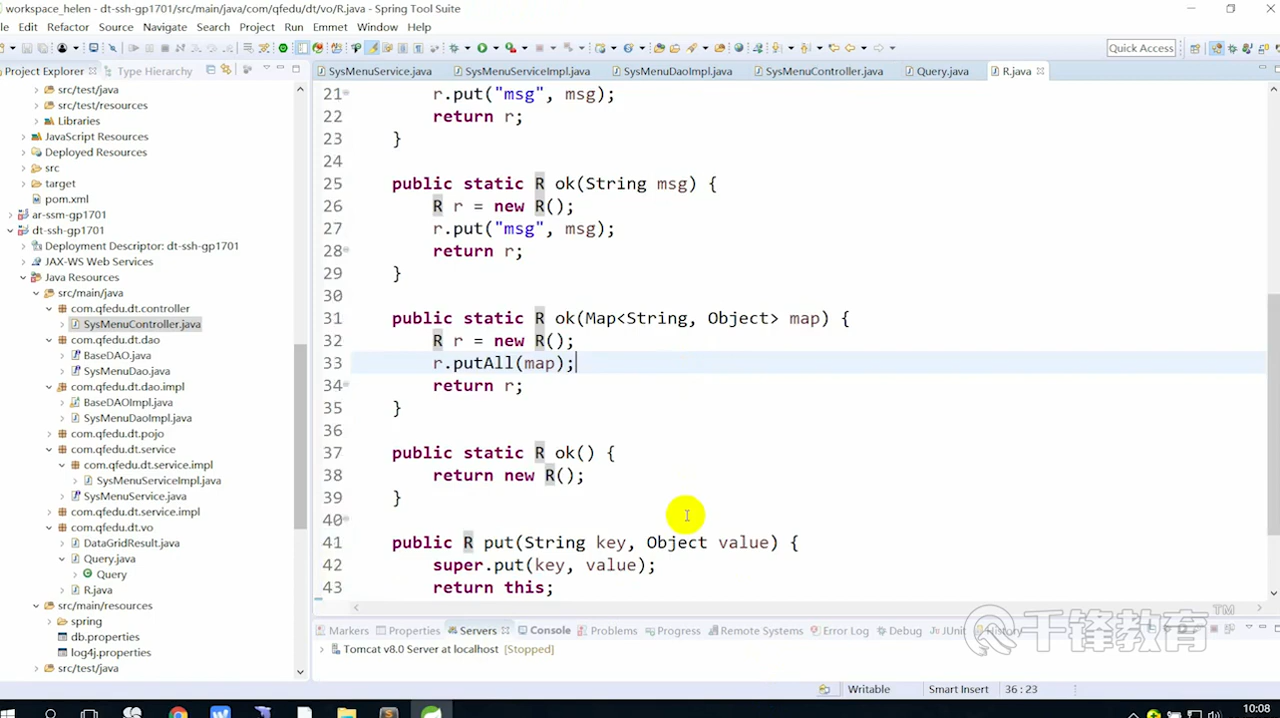 workspace_helen - dt-ssh-gp1701/src/main/java/com/qfedu/dt/vo/R.java - Spring Tool Suite
le Edit Refactor Source Navigate Search Project Run Emmet Window Help
Quick Access
Project Explorer Type Hierarchy
SysMenuService.java SysMenuServiceImpl.java SysMenuDaoImpl.java SysMenuController.java Query.java R.java
src/test/java
src/test/resources
Libraries
JavaScript Resources
Deployed Resources
src
target
pom.xml
ar-ssm-gp1701
dt-ssh-gp1701
Deployment Descriptor: dt-ssh-gp1701
JAX-WS Web Services
Java Resources
src/main/java
com.qfedu.dt.controller
SysMenuController.java
com.qfedu.dt.dao
BaseDAO.java
SysMenuDao.java
com.qfedu.dt.dao.impl
BaseDAOImpl.java
SysMenuDaoImpl.java
com.qfedu.dt.pojo
com.qfedu.dt.service
com.qfedu.dt.service.impl
SysMenuServiceImpl.java
SysMenuService.java
com.qfedu.dt.service.impl
com.qfedu.dt.vo
DataGridResult.java
Query.java
Query
R.java
src/main/resources
spring
db.properties
log4j.properties
src/test/java
21 r.put("msg", msg);
22 return r;
23 }
24
25 public static R ok(String msg) {
26 R r = new R();
27 r.put("msg", msg);
28 return r;
29 }
30
31 public static R ok(Map<String, Object> map) {
32 R r = new R();
33 r.putAll(map);
34 return r;
35 }
36
37 public static R ok() {
38 return new R();
39 }
40
41 public R put(String key, Object value) {
42 super.put(key, value);
43 return this;
Markers Properties Servers Console Problems Progress Remote Systems Error Log Debug JUnit History
Tomcat v8.0 Server at localhost [Stopped]
千锋教育™
Writable Smart Insert 36 : 23
10:08